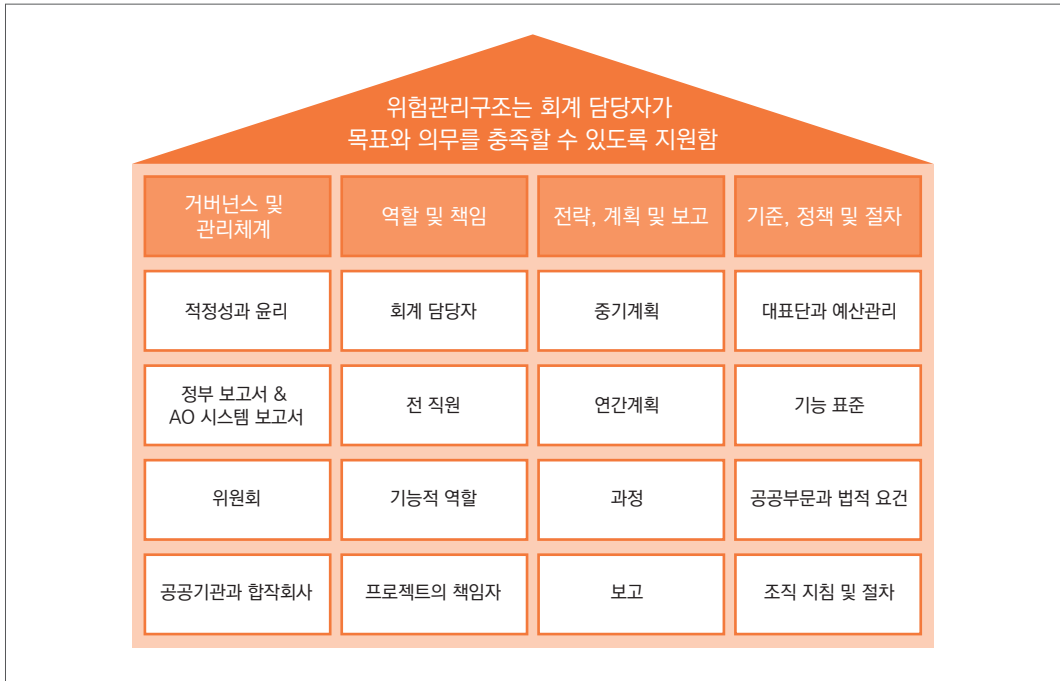 위험관리구조는 회계 담당자가
목표와 의무를 충족할 수 있도록 지원함
거버넌스 및
관리체계
역할 및 책임
전략, 계획 및 보고
기준, 정책 및 절차
적정성과 윤리
회계 담당자
중기계획
대표단과 예산관리
정부 보고서 &
AO 시스템 보고서
전 직원
연간계획
기능 표준
위원회
기능적 역할
과정
공공부문과 법적 요건
공공기관과 합작회사
프로젝트의 책임자
보고
조직 지침 및 절차